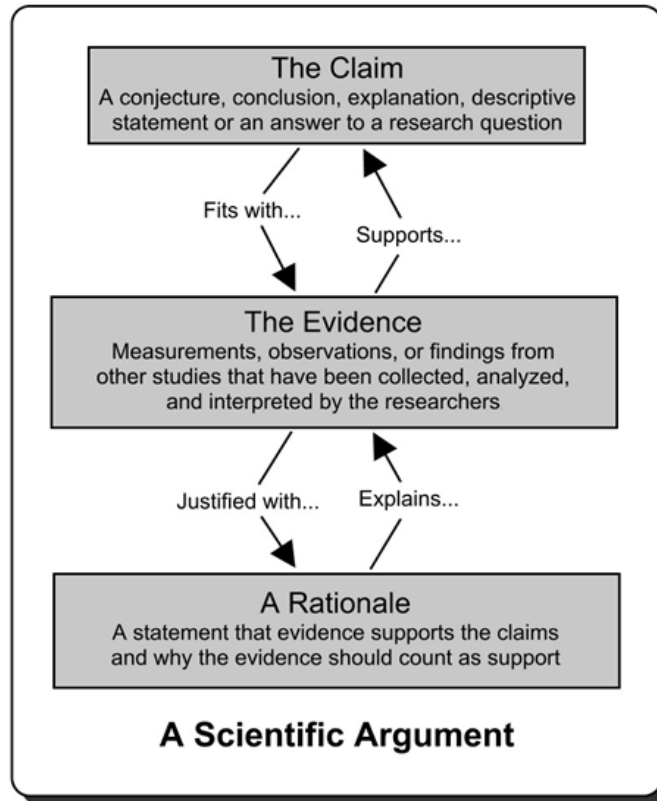 The Claim
A conjecture, conclusion, explanation, descriptive
statement or an answer to a research question
Fits with...
Supports...
The Evidence
Measurements, observations, or findings from
other studies that have been collected, analyzed,
and interpreted by the researchers
Justified with...
Explains...
A Rationale
A statement that evidence supports the claims
and why the evidence should count as support
A Scientific Argument